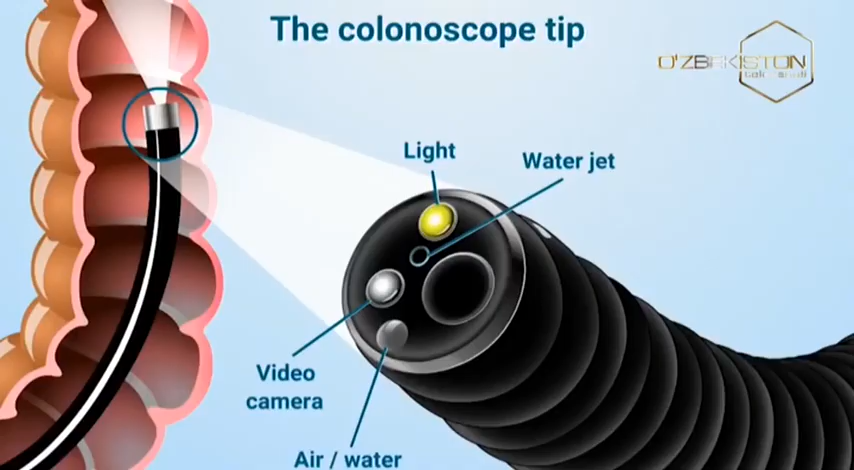 The colonoscope tip
O'ZBEKISTON
Light
Water jet
Video
camera
Air / water